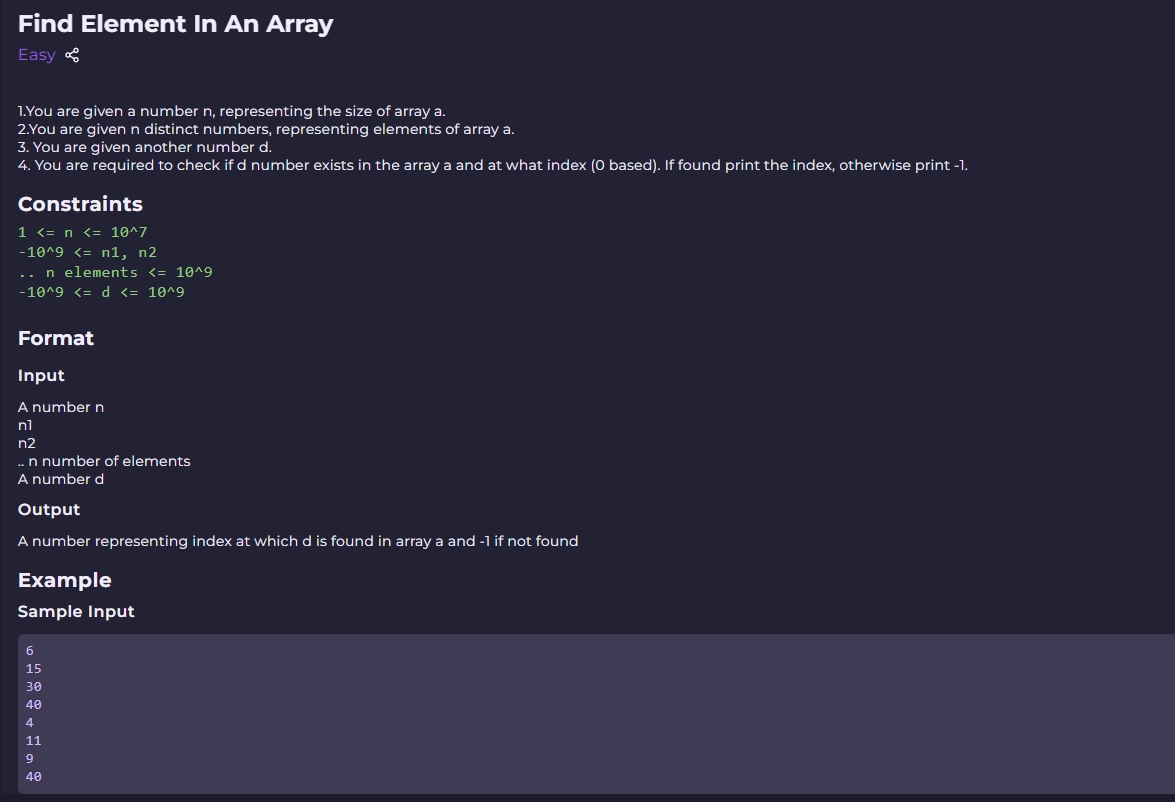 Find Element In An Array
Easy
1.You are given a number n, representing the size of array a.
2.You are given n distinct numbers, representing elements of array a.
3. You are given another number d.
4. You are required to check if d number exists in the array a and at what index (0 based). If found print the index, otherwise print -1.
Constraints
1 <= n <= 10^7
-10^9 <= n1, n2
.. n elements <= 10^9
-10^9 <= d <= 10^9
Format
Input
A number n
n1
n2
.. n number of elements
A number d
Output
A number representing index at which d is found in array a and -1 if not found
Example
Sample Input
6
15
30
40
4
11
9
40